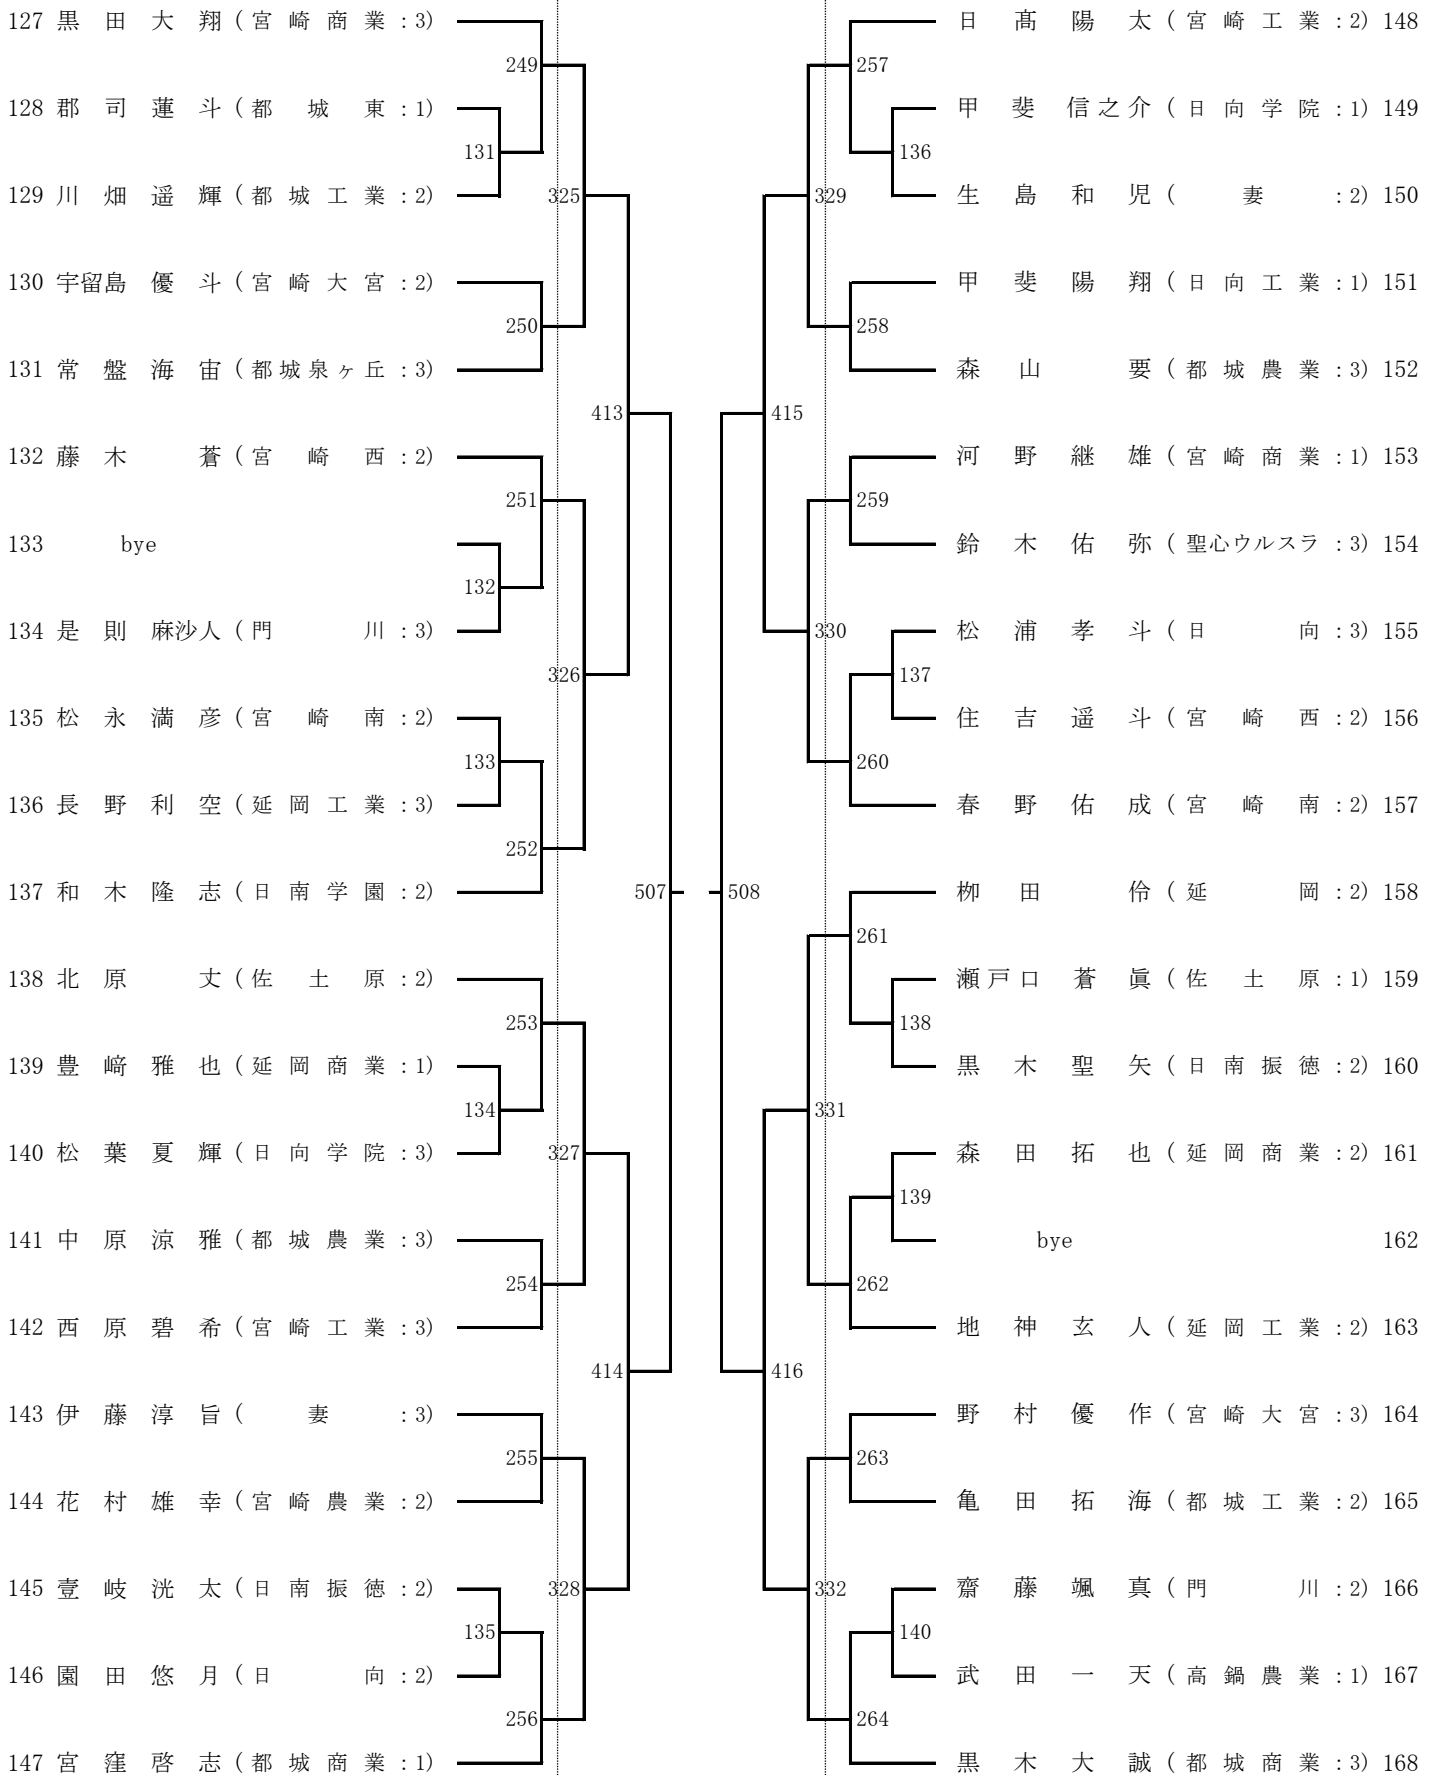 127 黒田大翔(宮崎商業:3)
249
128 郡司蓮斗(都城東:1)
131
129 川畑遥輝(都城工業:2)
325
130 宇留島優斗(宮崎大宮:2)
250
131 常盤海宙(都城泉ヶ丘:3)
413
132 藤木蒼(宮崎西:2)
251
133 bye
132
134 是則麻沙人(門川:3)
326
135 松永満彦(宮崎南:2)
133
136 長野利空(延岡工業:3)
252
137 和木隆志(日南学園:2)
507
138 北原丈(佐土原:2)
253
139 豊﨑雅也(延岡商業:1)
134
140 松葉夏輝(日向学院:3)
327
141 中原涼雅(都城農業:3)
254
142 西原碧希(宮崎工業:3)
414
143 伊藤淳旨(妻:3)
255
144 花村雄幸(宮崎農業:2)
145 壹岐洸太(日南振徳:2)
328
135
146 園田悠月(日向:2)
256
147 宮窪啓志(都城商業:1)
日髙陽太(宮崎工業:2) 148
257
甲斐信之介(日向学院:1) 149
136
生島和児(妻:2) 150
329
甲斐陽翔(日向工業:1) 151
258
森山要(都城農業:3) 152
415
河野継雄(宮崎商業:1) 153
259
鈴木佑弥(聖心ウルスラ:3) 154
松浦孝斗(日向:3) 155
330
137
住吉遥斗(宮崎西:2) 156
260
春野佑成(宮崎南:2) 157
508
栁田伶(延岡:2) 158
261
瀬戸口蒼眞(佐土原:1) 159
138
黒木聖矢(日南振徳:2) 160
331
森田拓也(延岡商業:2) 161
139
bye 162
262
地神玄人(延岡工業:2) 163
416
野村優作(宮崎大宮:3) 164
263
亀田拓海(都城工業:2) 165
齋藤颯真(門川:2) 166
332
140
武田一天(高鍋農業:1) 167
264
黒木大誠(都城商業:3) 168